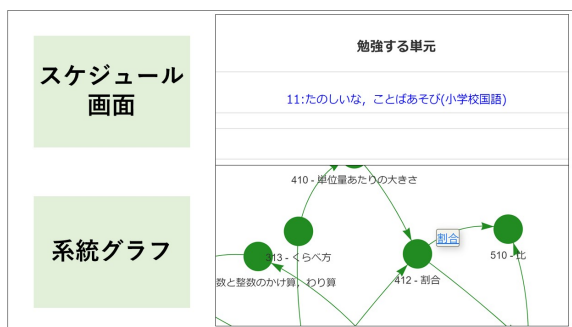 スケジュール
画面
勉強する単元
11:たのしいな，ことばあそび(小学校国語)
系統グラフ
410 - 単位量あたりの大きさ
313 - くらべ方
割合
510 - 比
412 - 割合
数と整数のかけ算，わり算